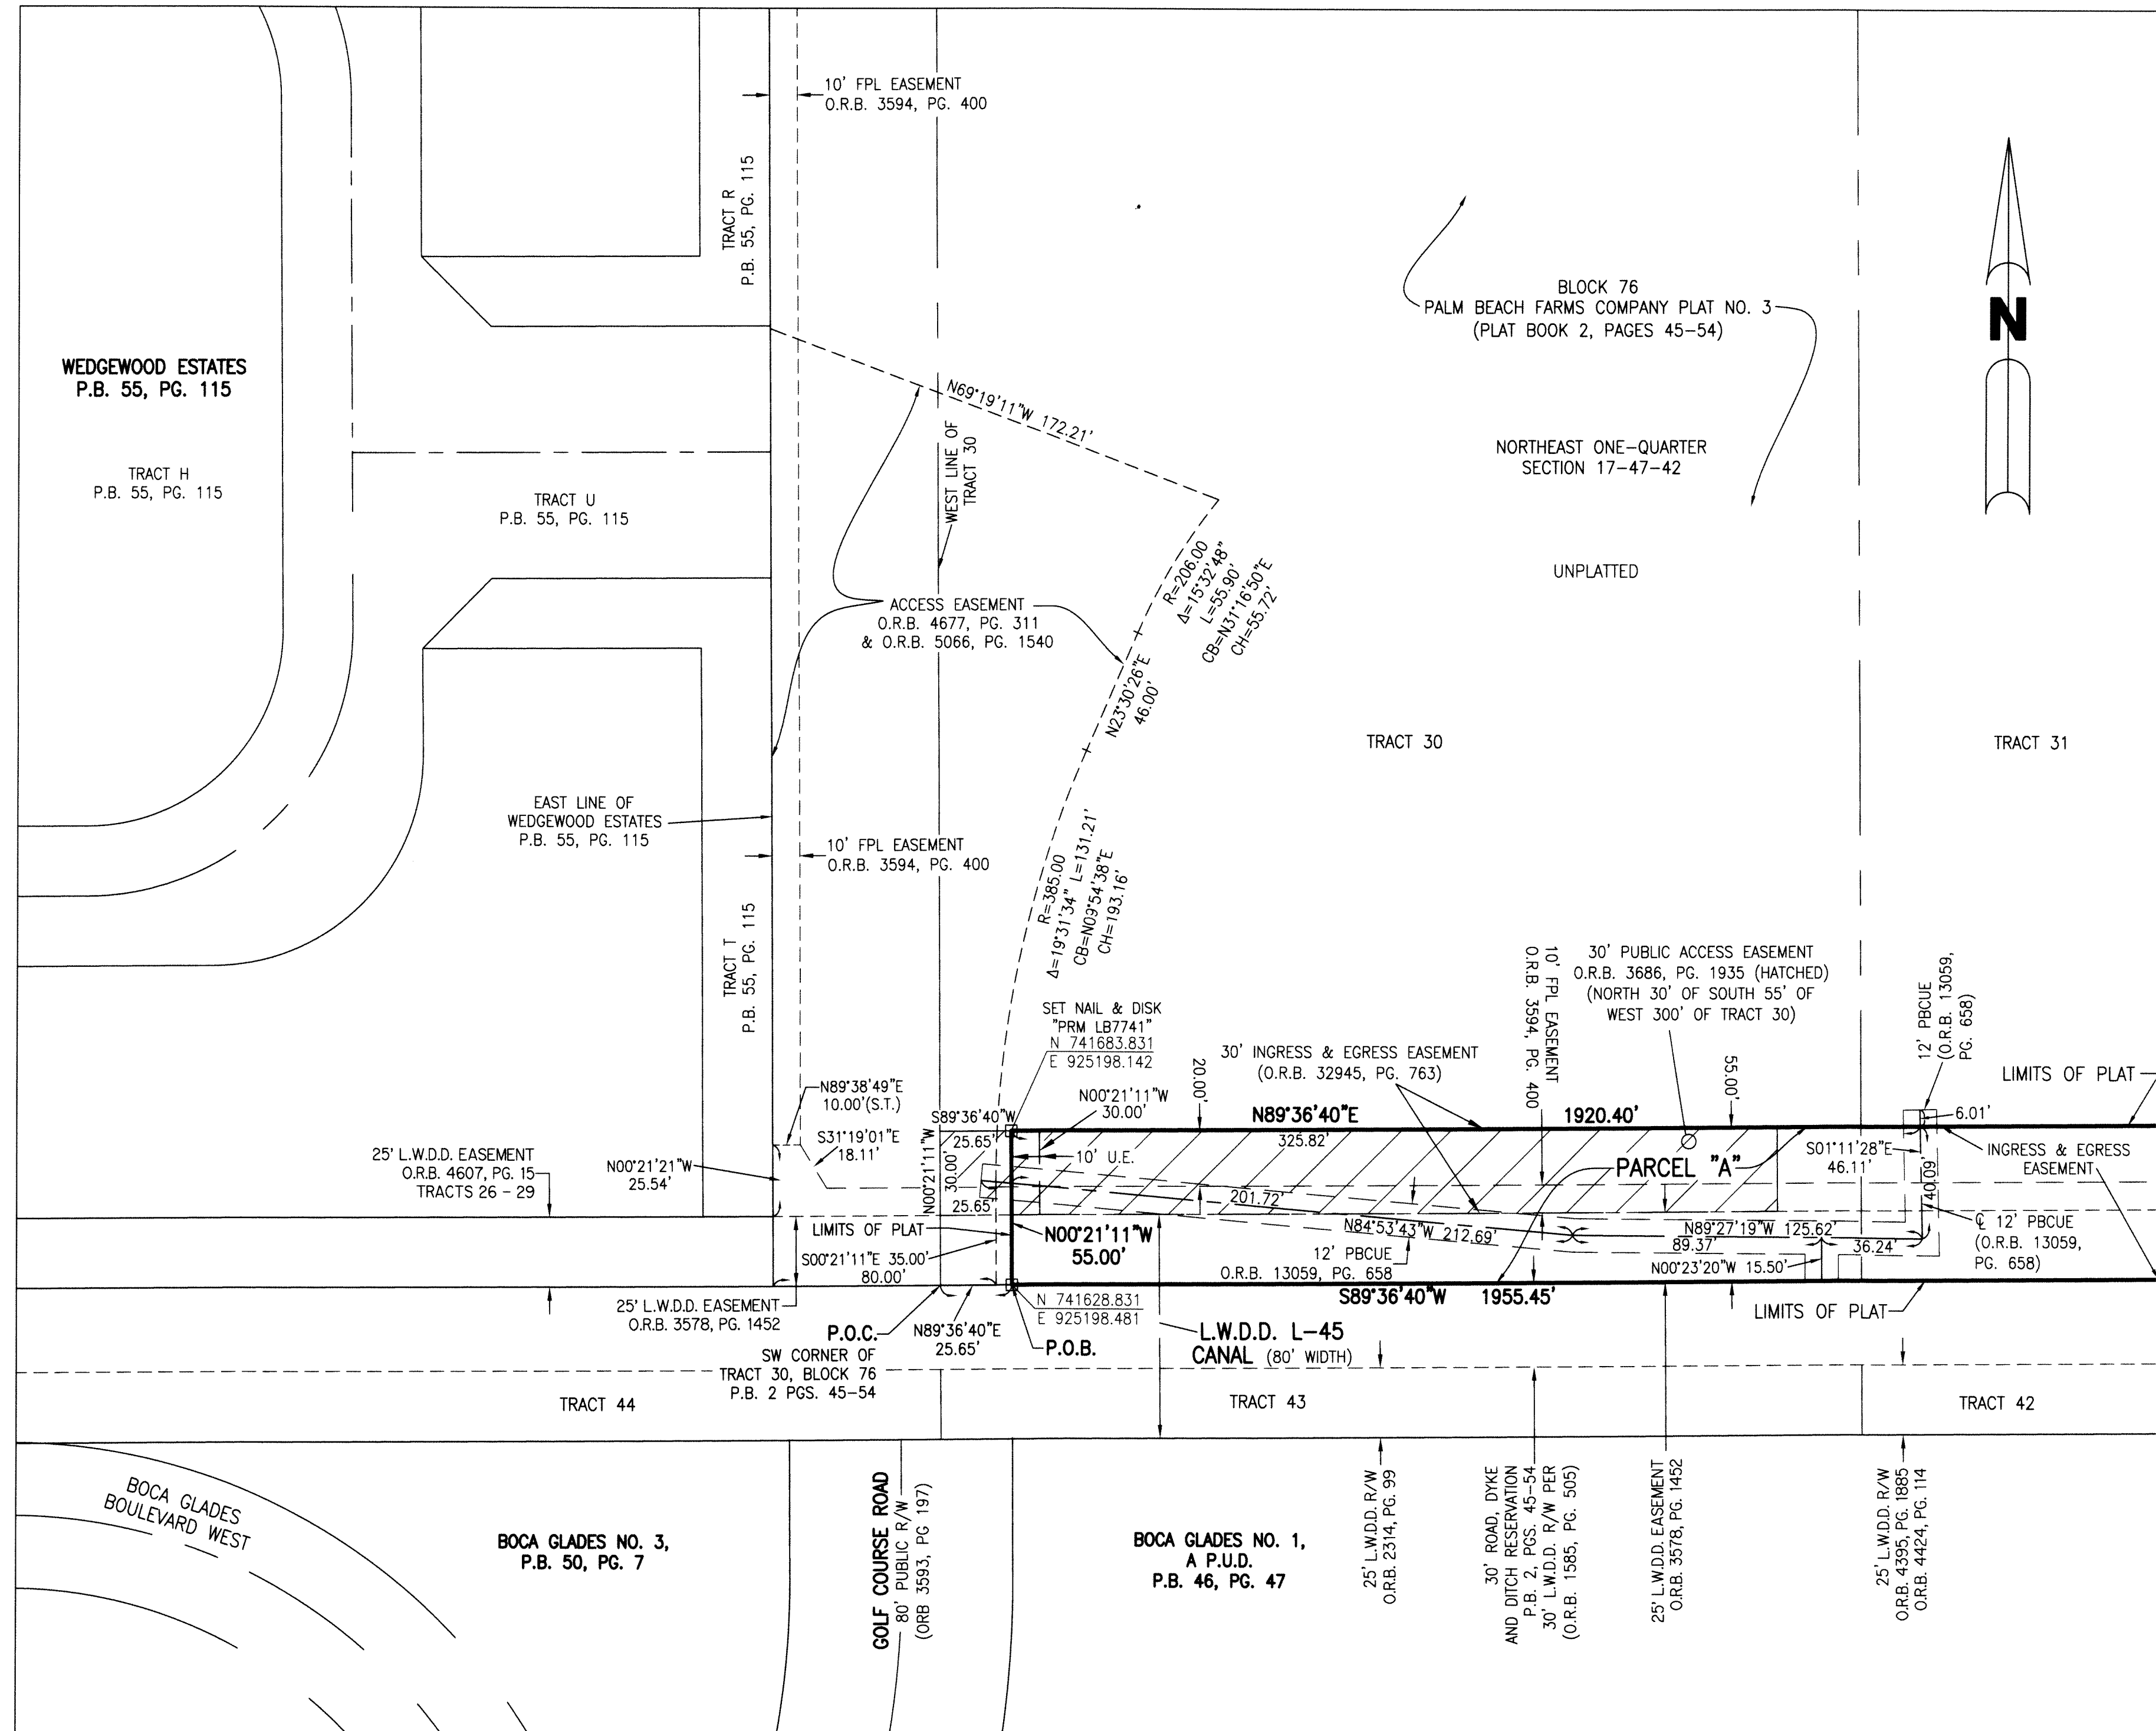 10' FPL EASEMENT
O.R.B. 3594, PG. 400
TRACT R
P.B. 55, PG. 115
BLOCK 76
PALM BEACH FARMS COMPANY PLAT NO. 3
(PLAT BOOK 2, PAGES 45-54)
N
WEDGEWOOD ESTATES
P.B. 55, PG. 115
N69°19'11"W 172.21'
WEST LINE OF
TRACT 30
NORTHEAST ONE-QUARTER
SECTION 17-47-42
TRACT H
P.B. 55, PG. 115
TRACT U
P.B. 55, PG. 115
UNPLATTED
R=206.00
Δ=15°32'48"
L=55.90'
CB=N31°16'50"E
CH=55.72'
ACCESS EASEMENT
O.R.B. 4677, PG. 311
& O.R.B. 5066, PG. 1540
N23°30'26"E
46.00'
TRACT 30
TRACT 31
EAST LINE OF
WEDGEWOOD ESTATES
P.B. 55, PG. 115
10' FPL EASEMENT
O.R.B. 3594, PG. 400
R=385.00
Δ=19°31'34" L=131.21'
CB=N09°54'38"E
CH=193.16'
TRACT T
P.B. 55, PG. 115
SET NAIL & DISK
"PRM LB7741"
N 741683.831
E 925198.142
10' FPL EASEMENT
O.R.B. 3594, PG. 400
30' PUBLIC ACCESS EASEMENT
O.R.B. 3686, PG. 1935 (HATCHED)
(NORTH 30' OF SOUTH 55' OF
WEST 300' OF TRACT 30)
12' PBCUE
(O.R.B. 13059,
PG. 658)
30' INGRESS & EGRESS EASEMENT
(O.R.B. 32945, PG. 763)
20.00'
55.00'
LIMITS OF PLAT
N89°38'49"E
10.00'(S.T.)
S31°19'01"E
18.11'
N00°21'11"W
30.00'
S89°36'40"W
25.65'
N89°36'40"E 1920.40'
325.82'
6.01'
25' L.W.D.D. EASEMENT
O.R.B. 4607, PG. 15
TRACTS 26 - 29
N00°21'21"W
25.54'
N00°21'11"W
30.00'
10' U.E.
PARCEL "A"
S01°11'28"E
46.11'
INGRESS & EGRESS
EASEMENT
40.09'
25.65'
201.72'
LIMITS OF PLAT
N00°21'11"W
55.00'
N84°53'43"W 212.69'
N89°27'19"W 125.62'
89.37'
36.24'
℄ 12' PBCUE
(O.R.B. 13059,
PG. 658)
S00°21'11"E 35.00'
80.00'
12' PBCUE
O.R.B. 13059, PG. 658
N00°23'20"W 15.50'
25' L.W.D.D. EASEMENT
O.R.B. 3578, PG. 1452
N 741628.831
E 925198.481
S89°36'40"W 1955.45'
LIMITS OF PLAT
P.O.C.
SW CORNER OF
TRACT 30, BLOCK 76
P.B. 2 PGS. 45-54
N89°36'40"E
25.65'
P.O.B.
L.W.D.D. L-45
CANAL (80' WIDTH)
TRACT 44
TRACT 43
TRACT 42
BOCA GLADES
BOULEVARD WEST
BOCA GLADES NO. 3,
P.B. 50, PG. 7
GOLF COURSE ROAD
80' PUBLIC R/W
(ORB 3593, PG 197)
BOCA GLADES NO. 1,
A P.U.D.
P.B. 46, PG. 47
25' L.W.D.D. R/W
O.R.B. 2314, PG. 99
30' ROAD, DYKE
AND DITCH RESERVATION
P.B. 2, PGS. 45-54
30' L.W.D.D. R/W PER
(O.R.B. 1585, PG. 505)
25' L.W.D.D. EASEMENT
O.R.B. 3578, PG. 1452
25' L.W.D.D. R/W
O.R.B. 4395, PG. 1885
O.R.B. 4424, PG. 114